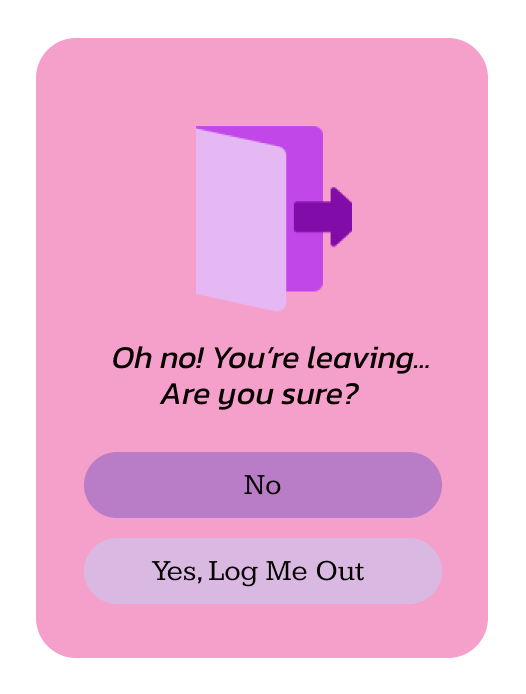 Oh no! You’re leaving...
Are you sure?
No
Yes, Log Me Out